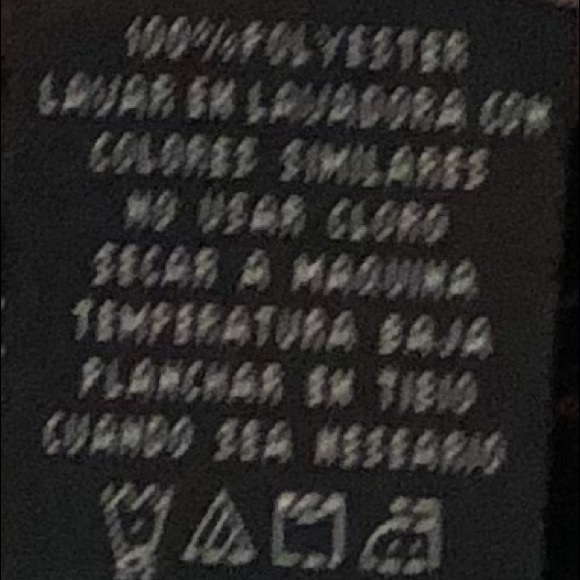 100% POLYESTER
LAVAR EN LAVADORA CON
COLORES SIMILARES
NO USAR CLORO
SECAR A MAQUINA
TEMPERATURA BAJA
PLANCHAR EN TIBIO
CUANDO SEA NESESARIO